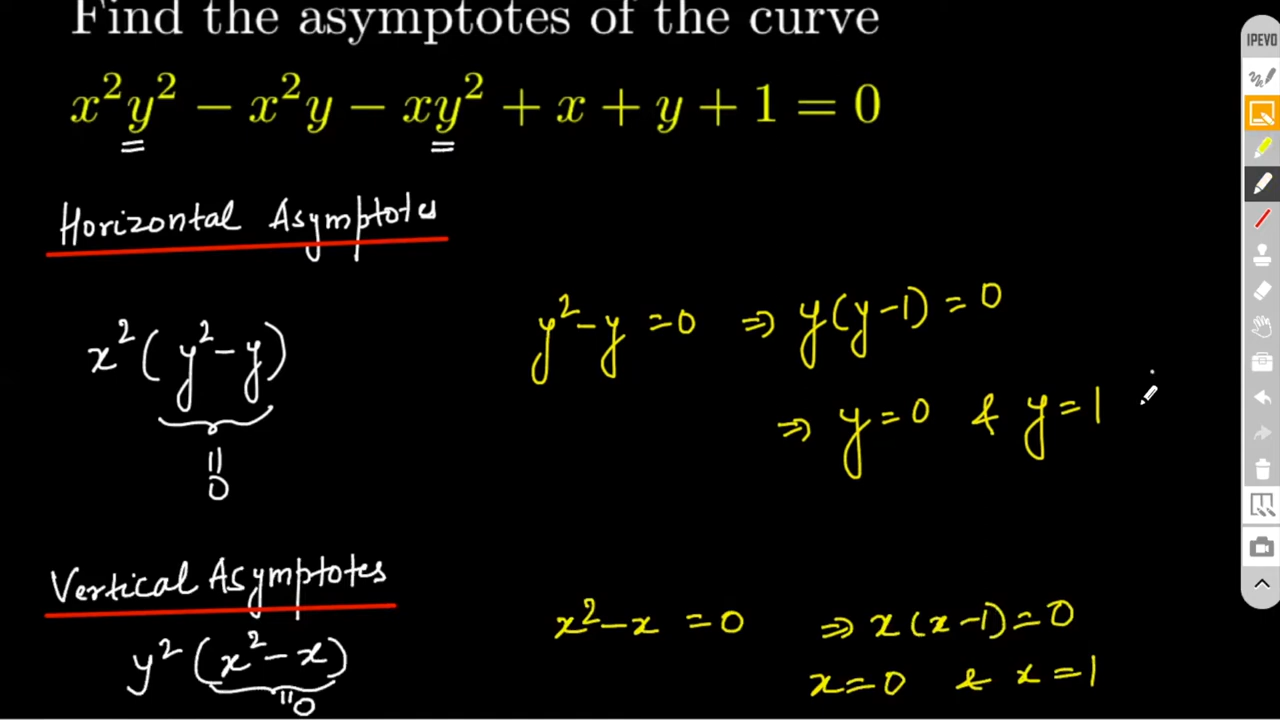 Find the asymptotes of the curve
x²y² − x²y − xy² + x + y + 1 = 0
IPEVO
Horizontal Asymptotes
x²(y²−y)
=
0
y²−y =0 ⇒ y(y−1)=0
⇒ y=0 & y=1
Vertical Asymptotes
y²(x²−x)
=0
x²−x =0 ⇒ x(x−1)=0
x=0 & x=1